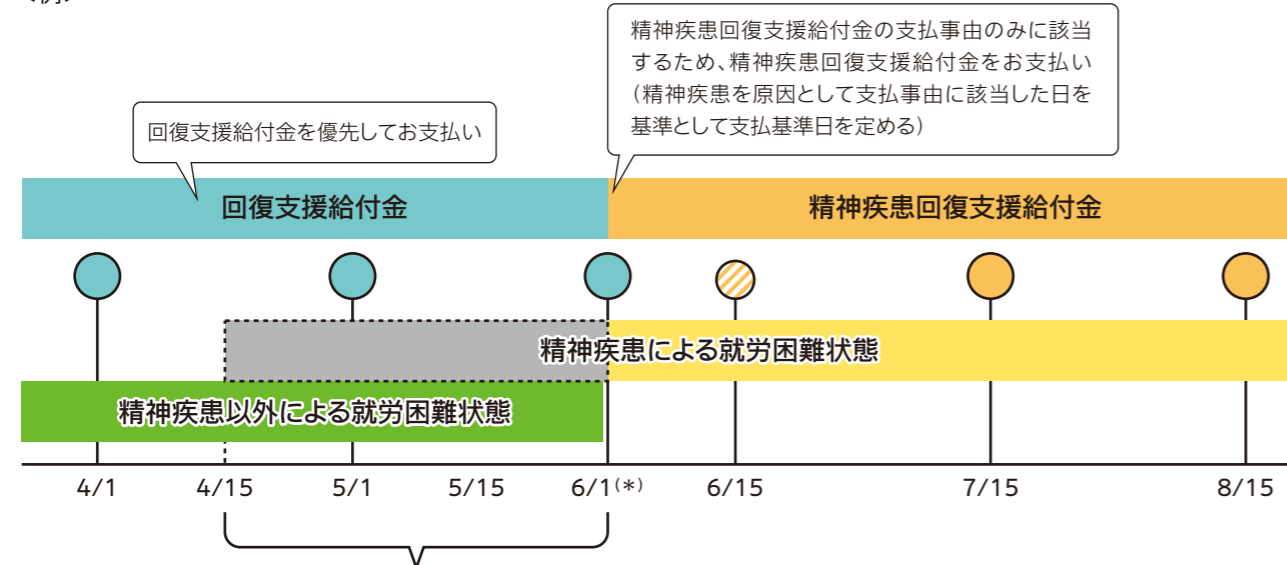 精神疾患回復支援給付金の支払事由のみに該当
するため、精神疾患回復支援給付金をお支払い
(精神疾患を原因として支払事由に該当した日を
基準として支払基準日を定める)
回復支援給付金を優先してお支払い
回復支援給付金
精神疾患回復支援給付金
精神疾患による就労困難状態
精神疾患以外による就労困難状態
4/1 4/15 5/1 5/15 6/1(*) 6/15 7/15 8/15